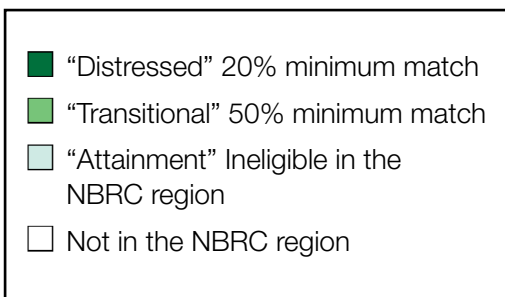 “Distressed” 20% minimum match
“Transitional” 50% minimum match
“Attainment” Ineligible in the
NBRC region
Not in the NBRC region